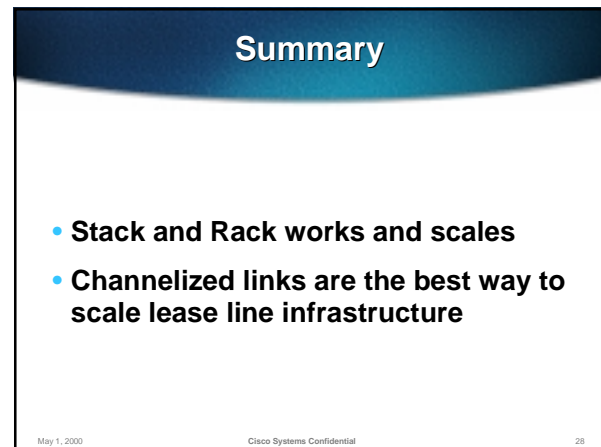 Summary
• Stack and Rack works and scales
• Channelized links are the best way to
scale lease line infrastructure
May 1, 2000 Cisco Systems Confidential 28